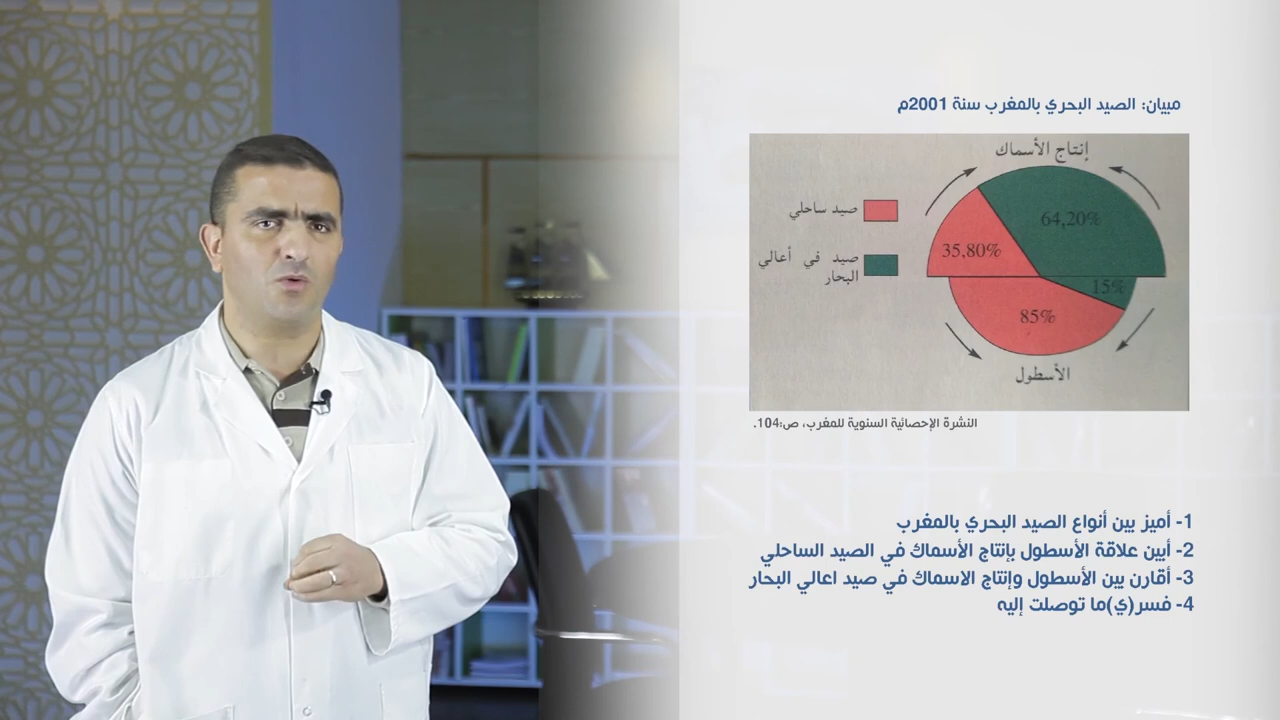 مبيان: الصيد البحري بالمغرب سنة 2001م
إنتاج الأسماك
صيد ساحلي
صيد في أعالي
البحار
64,20%
35,80%
15%
85%
الأسطول
النشرة الإحصائية السنوية للمغرب، ص:104.
1- أميز بين أنواع الصيد البحري بالمغرب
2- أبين علاقة الأسطول بإنتاج الأسماك في الصيد الساحلي
3- أقارن بين الأسطول وإنتاج الاسماك في صيد اعالي البحار
4- فسر(ي)ما توصلت إليه